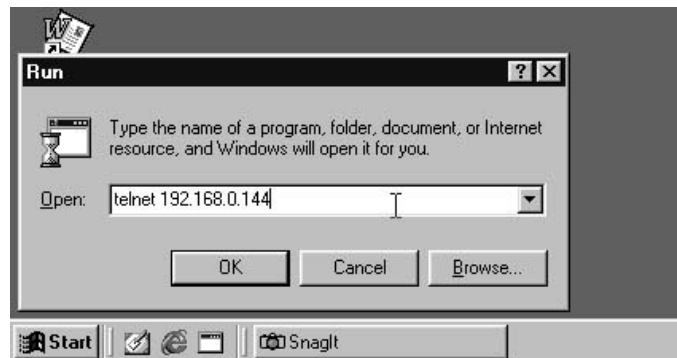 W
Run
? X
Type the name of a program, folder, document, or Internet
resource, and Windows will open it for you.
Open: telnet 192.168.0.144
OK Cancel Browse...
Start SnagIt